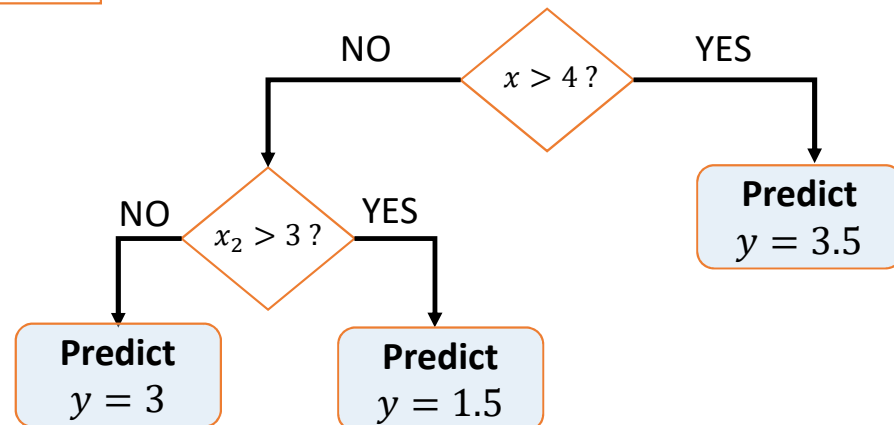 NO
x > 4 ?
YES
NO
x₂ > 3 ?
YES
Predict
y = 3.5
Predict
y = 3
Predict
y = 1.5